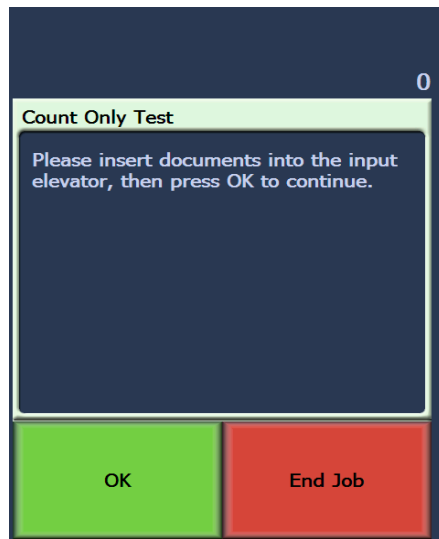 0
Count Only Test
Please insert documents into the input
elevator, then press OK to continue.
OK
End Job